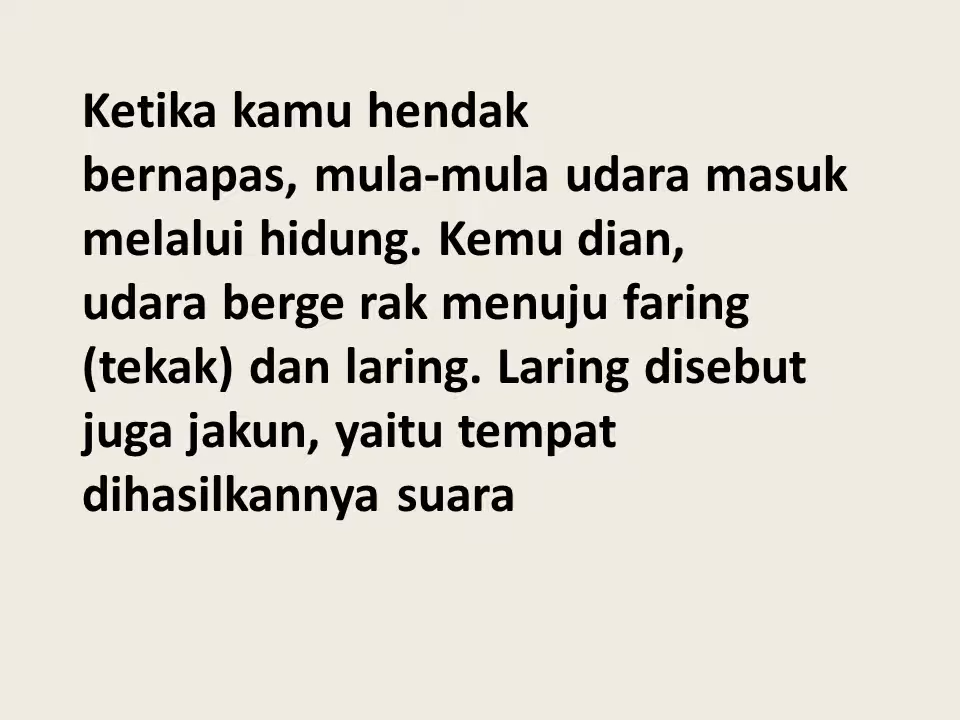 Ketika kamu hendak
bernapas, mula-mula udara masuk
melalui hidung. Kemu dian,
udara berge rak menuju faring
(tekak) dan laring. Laring disebut
juga jakun, yaitu tempat
dihasilkannya suara